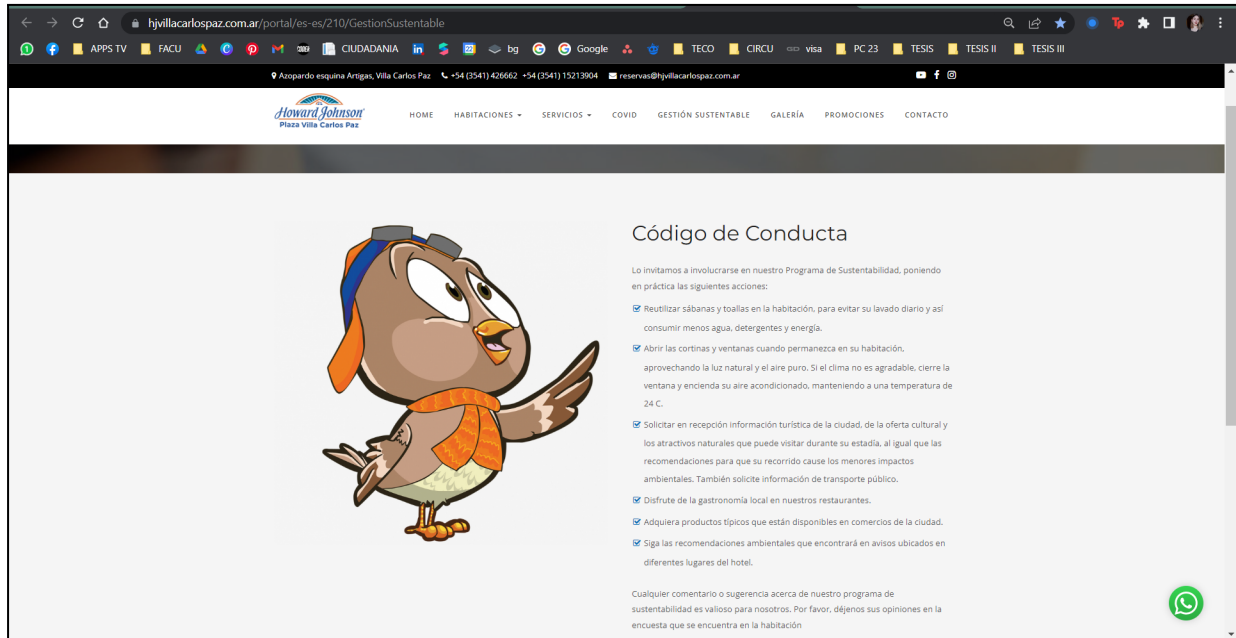 hjvillacarlospaz.com.ar/portal/es-es/210/GestionSustentable
APPS TV FACU CIUDADANIA bg Google TECO CIRCU visa PC 23 TESIS TESIS II TESIS III
Azopardo esquina Artigas, Villa Carlos Paz +54 (3541) 426662 +54 (3541) 15213904 reservas@hjvillacarlospaz.com.ar
Howard Johnson
Plaza Villa Carlos Paz
HOME HABITACIONES SERVICIOS COVID GESTIÓN SUSTENTABLE GALERÍA PROMOCIONES CONTACTO
Código de Conducta
Lo invitamos a involucrarse en nuestro Programa de Sustentabilidad, poniendo
en práctica las siguientes acciones:
Reutilizar sábanas y toallas en la habitación, para evitar su lavado diario y así
consumir menos agua, detergentes y energía.
Abrir las cortinas y ventanas cuando permanezca en su habitación,
aprovechando la luz natural y el aire puro. Si el clima no es agradable, cierre la
ventana y encienda su aire acondicionado, manteniendo a una temperatura de
24 C.
Solicitar en recepción información turística de la ciudad, de la oferta cultural y
los atractivos naturales que puede visitar durante su estadía, al igual que las
recomendaciones para que su recorrido cause los menores impactos
ambientales. También solicite información de transporte público.
Disfrute de la gastronomía local en nuestros restaurantes.
Adquiera productos típicos que están disponibles en comercios de la ciudad.
Siga las recomendaciones ambientales que encontrará en avisos ubicados en
diferentes lugares del hotel.
Cualquier comentario o sugerencia acerca de nuestro programa de
sustentabilidad es valioso para nosotros. Por favor, déjenos sus opiniones en la
encuesta que se encuentra en la habitación